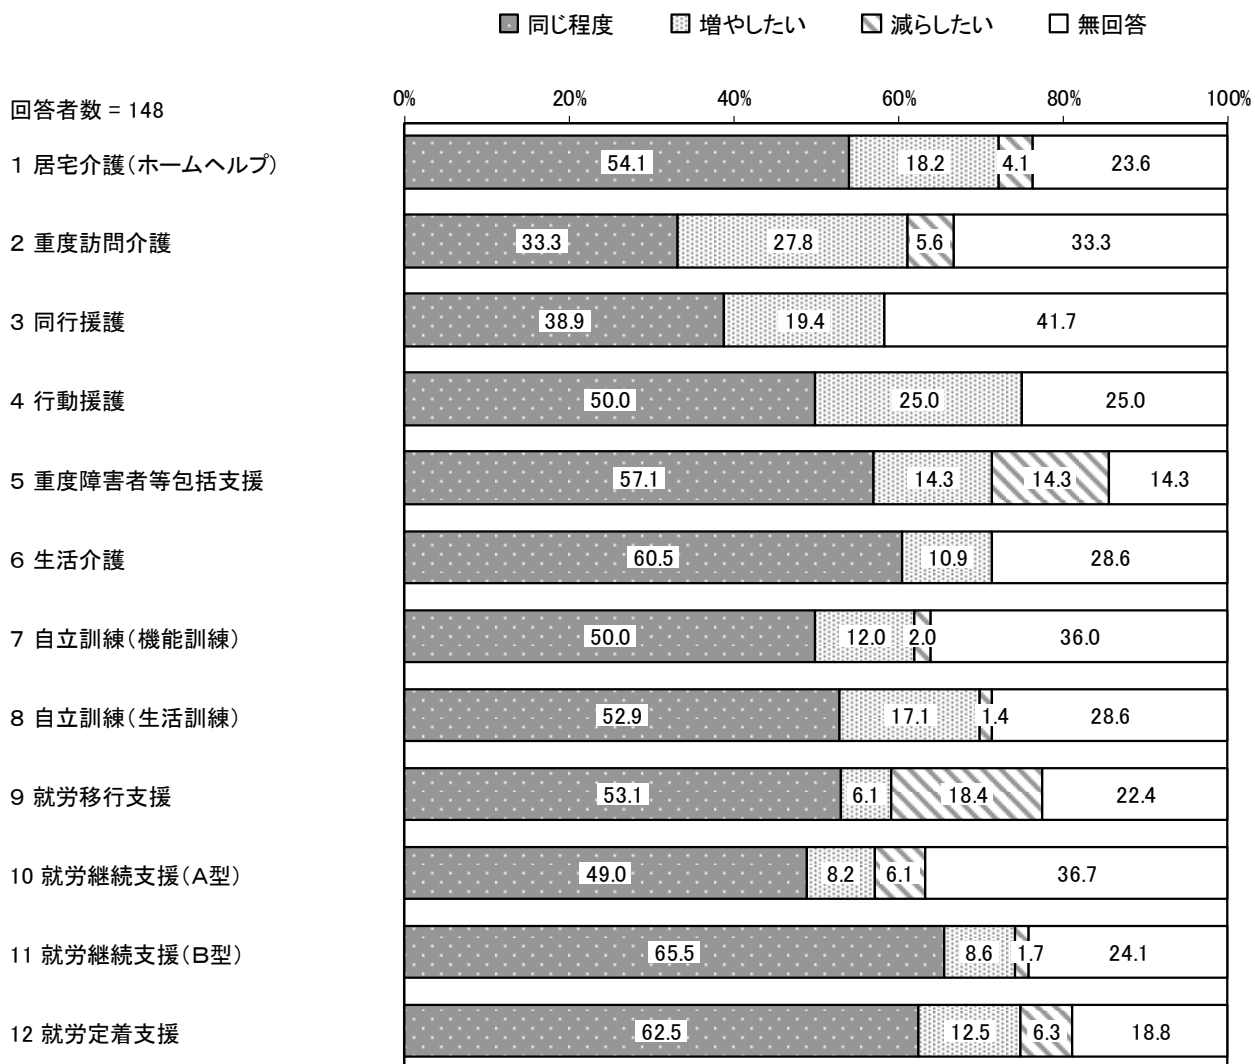 同じ程度 増やしたい 減らしたい 無回答
回答者数 = 148
0% 20% 40% 60% 80% 100%
1 居宅介護(ホームヘルプ) 54.1 18.2 4.1 23.6
2 重度訪問介護 33.3 27.8 5.6 33.3
3 同行援護 38.9 19.4 41.7
4 行動援護 50.0 25.0 25.0
5 重度障害者等包括支援 57.1 14.3 14.3 14.3
6 生活介護 60.5 10.9 28.6
7 自立訓練(機能訓練) 50.0 12.0 2.0 36.0
8 自立訓練(生活訓練) 52.9 17.1 1.4 28.6
9 就労移行支援 53.1 6.1 18.4 22.4
10 就労継続支援(A型) 49.0 8.2 6.1 36.7
11 就労継続支援(B型) 65.5 8.6 1.7 24.1
12 就労定着支援 62.5 12.5 6.3 18.8